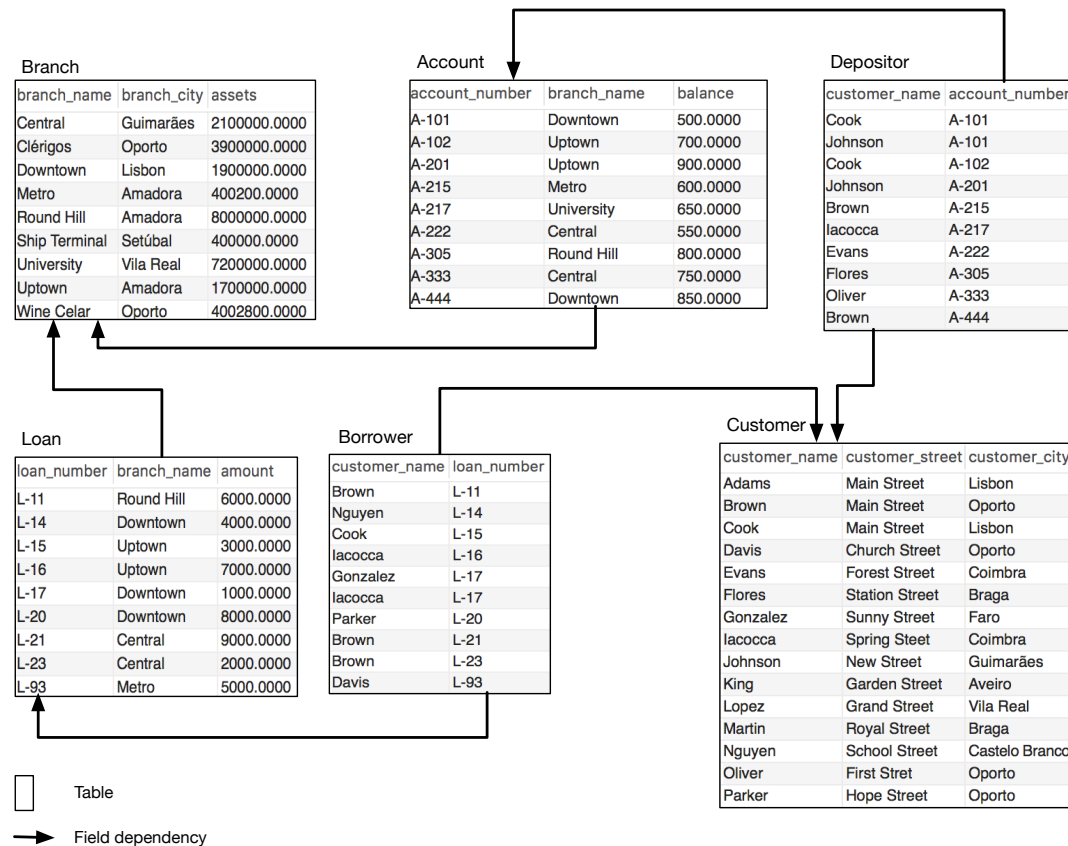 Branch
branch_name branch_city assets
Central Guimarães 2100000.0000
Clérigos Oporto 3900000.0000
Downtown Lisbon 1900000.0000
Metro Amadora 400200.0000
Round Hill Amadora 8000000.0000
Ship Terminal Setúbal 400000.0000
University Vila Real 7200000.0000
Uptown Amadora 1700000.0000
Wine Celar Oporto 4002800.0000
Account
account_number branch_name balance
A-101 Downtown 500.0000
A-102 Uptown 700.0000
A-201 Uptown 900.0000
A-215 Metro 600.0000
A-217 University 650.0000
A-222 Central 550.0000
A-305 Round Hill 800.0000
A-333 Central 750.0000
A-444 Downtown 850.0000
Depositor
customer_name account_number
Cook A-101
Johnson A-101
Cook A-102
Johnson A-201
Brown A-215
Iacocca A-217
Evans A-222
Flores A-305
Oliver A-333
Brown A-444
Loan
loan_number branch_name amount
L-11 Round Hill 6000.0000
L-14 Downtown 4000.0000
L-15 Uptown 3000.0000
L-16 Uptown 7000.0000
L-17 Downtown 1000.0000
L-20 Downtown 8000.0000
L-21 Central 9000.0000
L-23 Central 2000.0000
L-93 Metro 5000.0000
Borrower
customer_name loan_number
Brown L-11
Nguyen L-14
Cook L-15
Iacocca L-16
Gonzalez L-17
Iacocca L-17
Parker L-20
Brown L-21
Brown L-23
Davis L-93
Customer
customer_name customer_street customer_city
Adams Main Street Lisbon
Brown Main Street Oporto
Cook Main Street Lisbon
Davis Church Street Oporto
Evans Forest Street Coimbra
Flores Station Street Braga
Gonzalez Sunny Street Faro
Iacocca Spring Steet Coimbra
Johnson New Street Guimarães
King Garden Street Aveiro
Lopez Grand Street Vila Real
Martin Royal Street Braga
Nguyen School Street Castelo Branco
Oliver First Stret Oporto
Parker Hope Street Oporto
Table
Field dependency